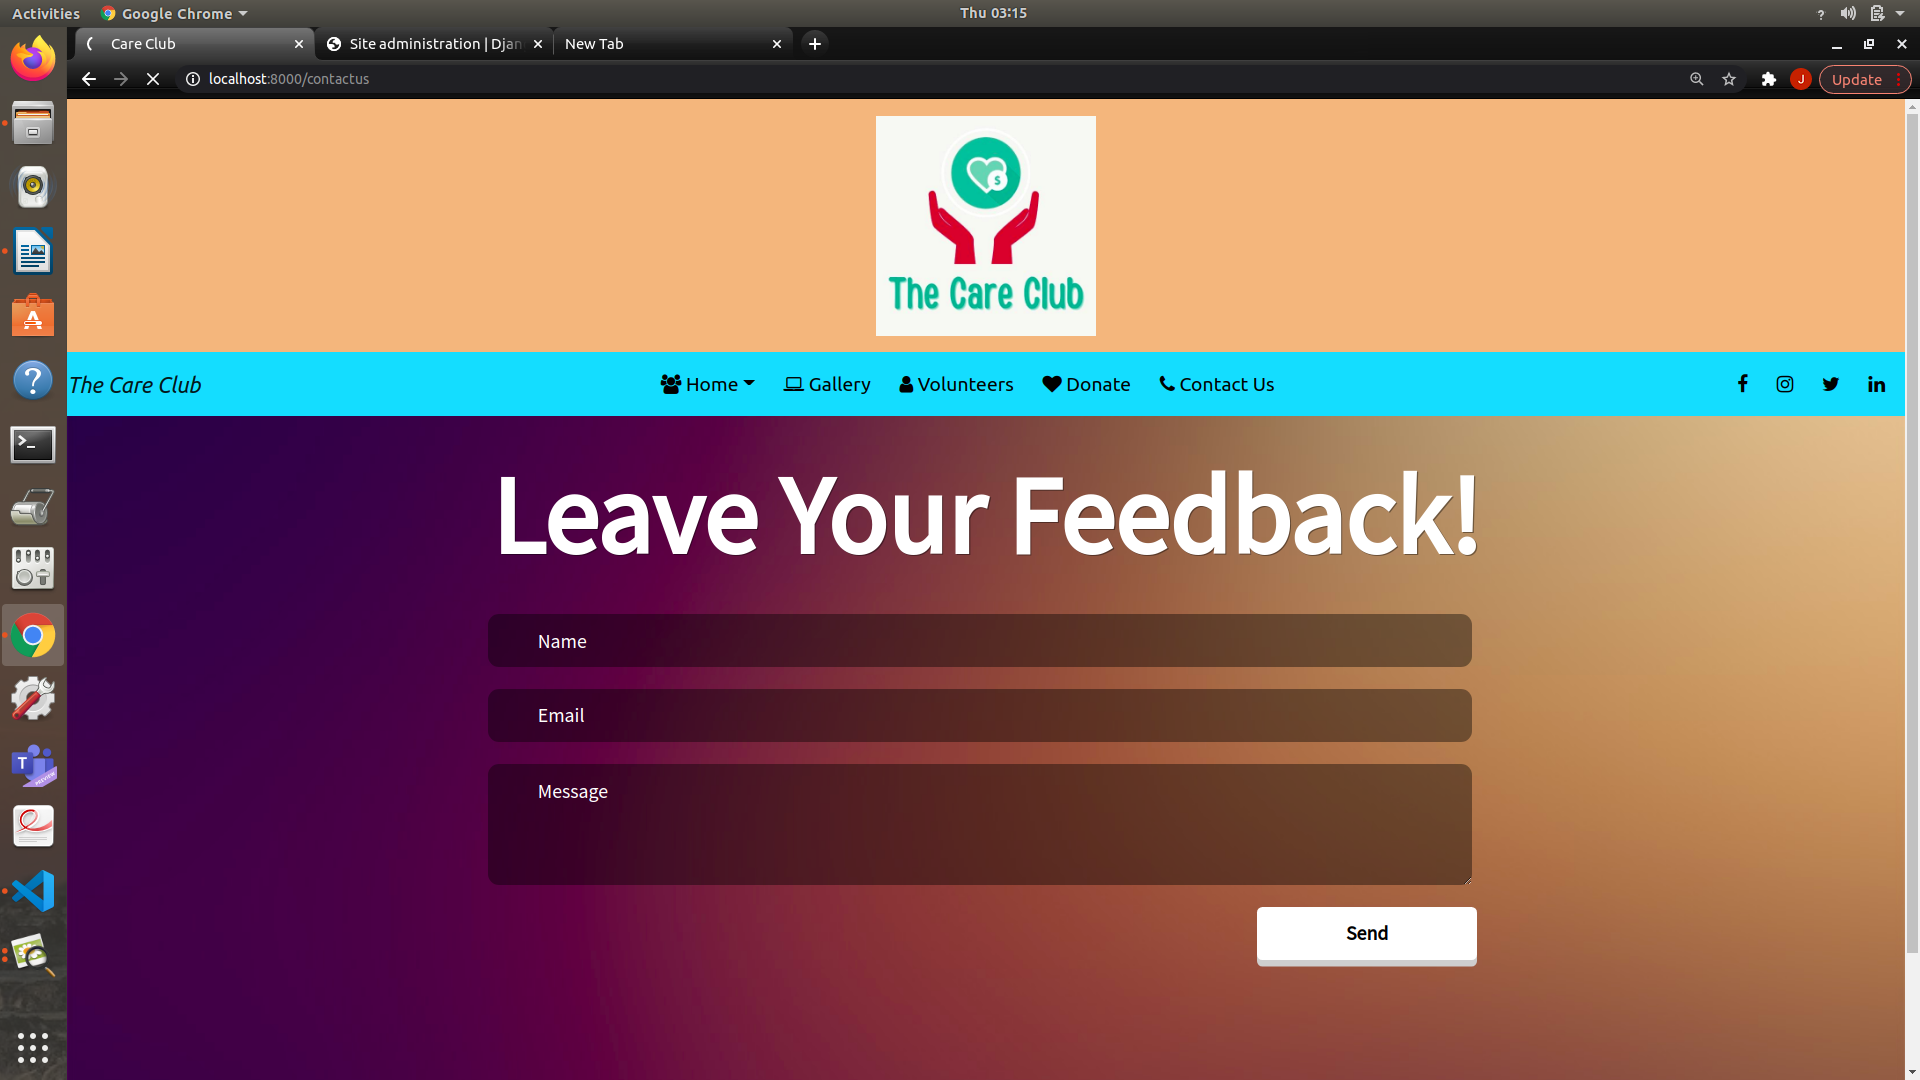 Activities
Google Chrome
Thu 03:15
Care Club
Site administration | Djan
New Tab
localhost:8000/contactus
J
Update
$
The Care Club
The Care Club
Home
Gallery
Volunteers
Donate
Contact Us
Leave Your Feedback!
Name
Email
Message
Send